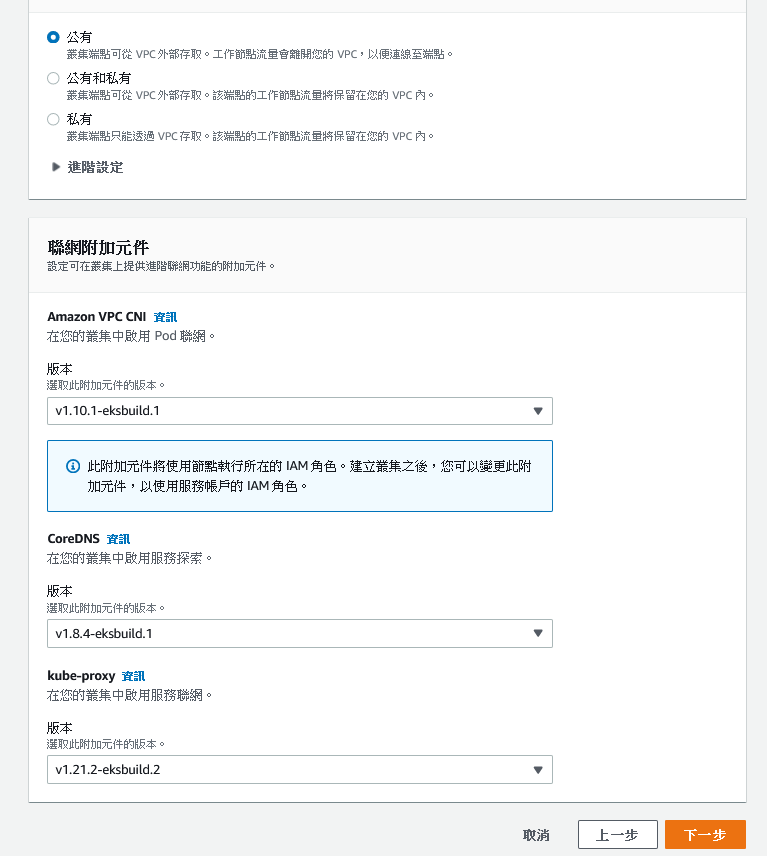 公有
叢集端點可從 VPC 外部存取。工作節點流量會離開您的 VPC，以便連線至端點。
公有和私有
叢集端點可從 VPC 外部存取。該端點的工作節點流量將保留在您的 VPC 內。
私有
叢集端點只能透過 VPC 存取。該端點的工作節點流量將保留在您的 VPC 內。
進階設定
聯網附加元件
設定可在叢集上提供進階聯網功能的附加元件。
Amazon VPC CNI 資訊
在您的叢集中啟用 Pod 聯網。
版本
選取此附加元件的版本。
v1.10.1-eksbuild.1
此附加元件將使用節點執行所在的 IAM 角色。建立叢集之後，您可以變更此附
加元件，以使用服務帳戶的 IAM 角色。
CoreDNS 資訊
在您的叢集中啟用服務探索。
版本
選取此附加元件的版本。
v1.8.4-eksbuild.1
kube-proxy 資訊
在您的叢集中啟用服務聯網。
版本
選取此附加元件的版本。
v1.21.2-eksbuild.2
取消 上一步 下一步